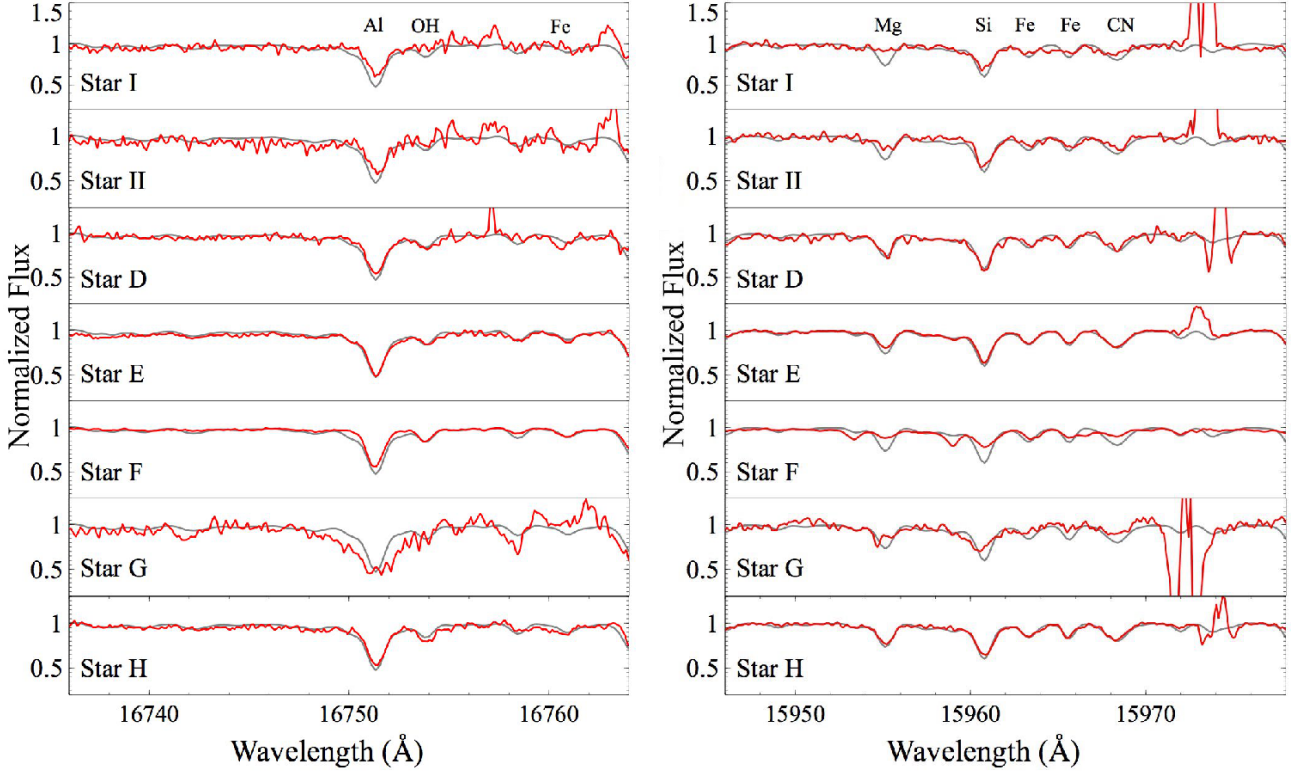 Al OH Fe
1.5
1
0.5
Star I
1
0.5
Star II
1
0.5
Star D
1
0.5
Star E
1
0.5
Star F
1
0.5
Star G
1
0.5
Star H
16740 16750 16760
Wavelength (Å)
Normalized Flux
Mg Si Fe Fe CN
1.5
1
0.5
Star I
1
0.5
Star II
1
0.5
Star D
1
0.5
Star E
1
0.5
Star F
1
0.5
Star G
1
0.5
Star H
15950 15960 15970
Wavelength (Å)
Normalized Flux